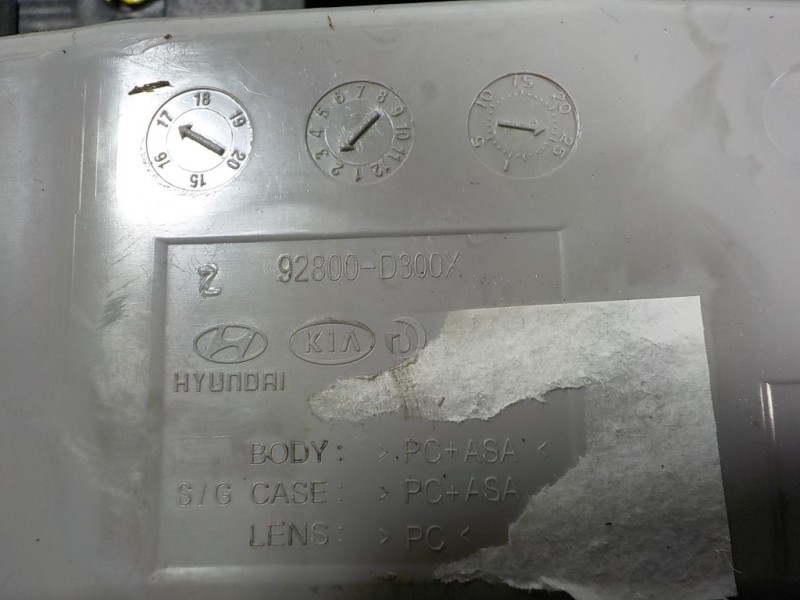 15 16 17 18 19 20
1 2 3 4 5 6 7 8 9 10 11 12
1 5 10 15 20 25
2 92800-D300X
HYUNDAI KIA
BODY: > PC+ASA <
S/G CASE: > PC+ASA
LENS: > PC <